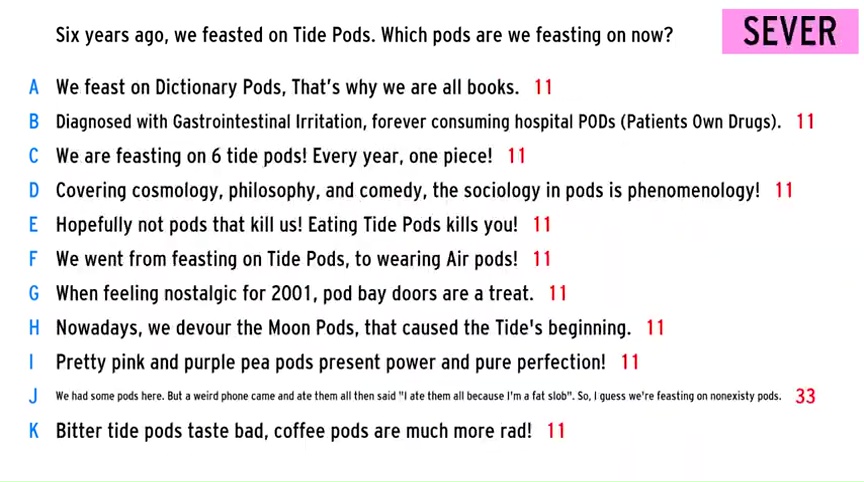 Six years ago, we feasted on Tide Pods. Which pods are we feasting on now?
SEVER
A We feast on Dictionary Pods, That's why we are all books. 11
B Diagnosed with Gastrointestinal Irritation, forever consuming hospital PODs (Patients Own Drugs). 11
C We are feasting on 6 tide pods! Every year, one piece! 11
D Covering cosmology, philosophy, and comedy, the sociology in pods is phenomenology! 11
E Hopefully not pods that kill us! Eating Tide Pods kills you! 11
F We went from feasting on Tide Pods, to wearing Air pods! 11
G When feeling nostalgic for 2001, pod bay doors are a treat. 11
H Nowadays, we devour the Moon Pods, that caused the Tide's beginning. 11
I Pretty pink and purple pea pods present power and pure perfection! 11
J We had some pods here. But a weird phone came and ate them all then said "I ate them all because I'm a fat slob". So, I guess we're feasting on nonexisty pods. 33
K Bitter tide pods taste bad, coffee pods are much more rad! 11